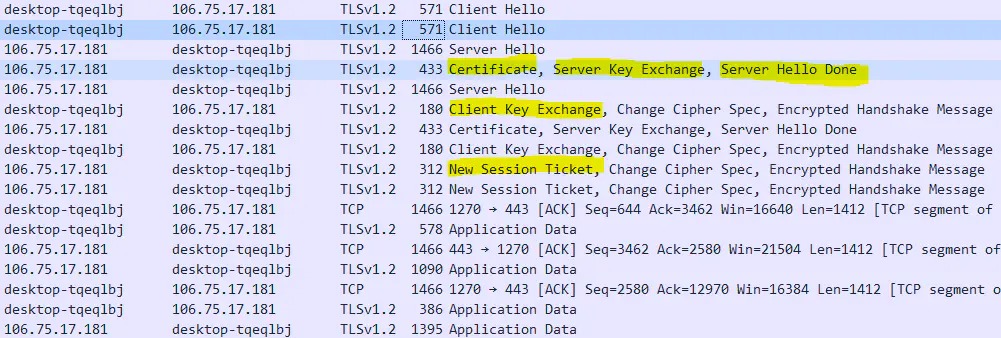 desktop-tqeqlbj 106.75.17.181 TLSv1.2 571 Client Hello
desktop-tqeqlbj 106.75.17.181 TLSv1.2 571 Client Hello
106.75.17.181 desktop-tqeqlbj TLSv1.2 1466 Server Hello
106.75.17.181 desktop-tqeqlbj TLSv1.2 433 Certificate, Server Key Exchange, Server Hello Done
106.75.17.181 desktop-tqeqlbj TLSv1.2 1466 Server Hello
desktop-tqeqlbj 106.75.17.181 TLSv1.2 180 Client Key Exchange, Change Cipher Spec, Encrypted Handshake Message
106.75.17.181 desktop-tqeqlbj TLSv1.2 433 Certificate, Server Key Exchange, Server Hello Done
desktop-tqeqlbj 106.75.17.181 TLSv1.2 180 Client Key Exchange, Change Cipher Spec, Encrypted Handshake Message
106.75.17.181 desktop-tqeqlbj TLSv1.2 312 New Session Ticket, Change Cipher Spec, Encrypted Handshake Message
106.75.17.181 desktop-tqeqlbj TLSv1.2 312 New Session Ticket, Change Cipher Spec, Encrypted Handshake Message
desktop-tqeqlbj 106.75.17.181 TCP 1466 1270 → 443 [ACK] Seq=644 Ack=3462 Win=16640 Len=1412 [TCP segment of
desktop-tqeqlbj 106.75.17.181 TLSv1.2 578 Application Data
106.75.17.181 desktop-tqeqlbj TCP 1466 443 → 1270 [ACK] Seq=3462 Ack=2580 Win=21504 Len=1412 [TCP segment of
106.75.17.181 desktop-tqeqlbj TLSv1.2 1090 Application Data
desktop-tqeqlbj 106.75.17.181 TCP 1466 1270 → 443 [ACK] Seq=2580 Ack=12970 Win=16384 Len=1412 [TCP segment o
desktop-tqeqlbj 106.75.17.181 TLSv1.2 386 Application Data
106.75.17.181 desktop-tqeqlbj TLSv1.2 1395 Application Data